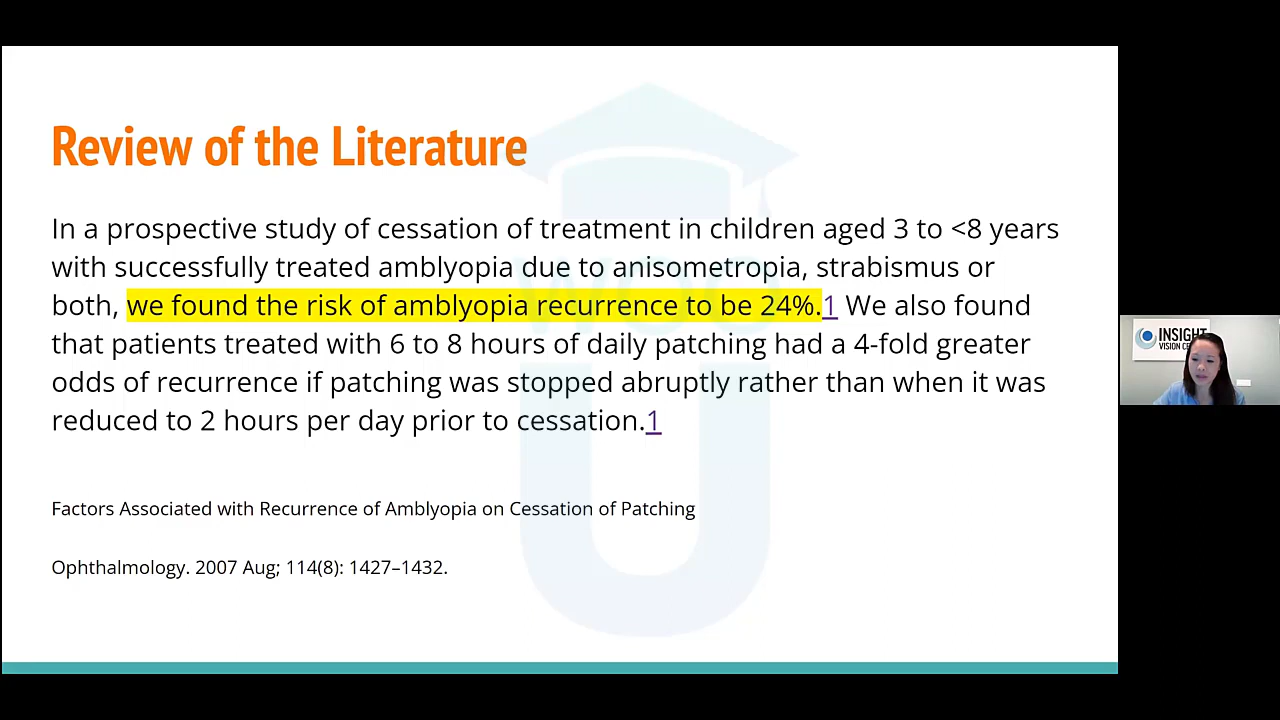 Review of the Literature
In a prospective study of cessation of treatment in children aged 3 to <8 years
with successfully treated amblyopia due to anisometropia, strabismus or
both, we found the risk of amblyopia recurrence to be 24%.1 We also found
that patients treated with 6 to 8 hours of daily patching had a 4-fold greater
odds of recurrence if patching was stopped abruptly rather than when it was
reduced to 2 hours per day prior to cessation.1
Factors Associated with Recurrence of Amblyopia on Cessation of Patching
Ophthalmology. 2007 Aug; 114(8): 1427–1432.
INSIGHT
VISION